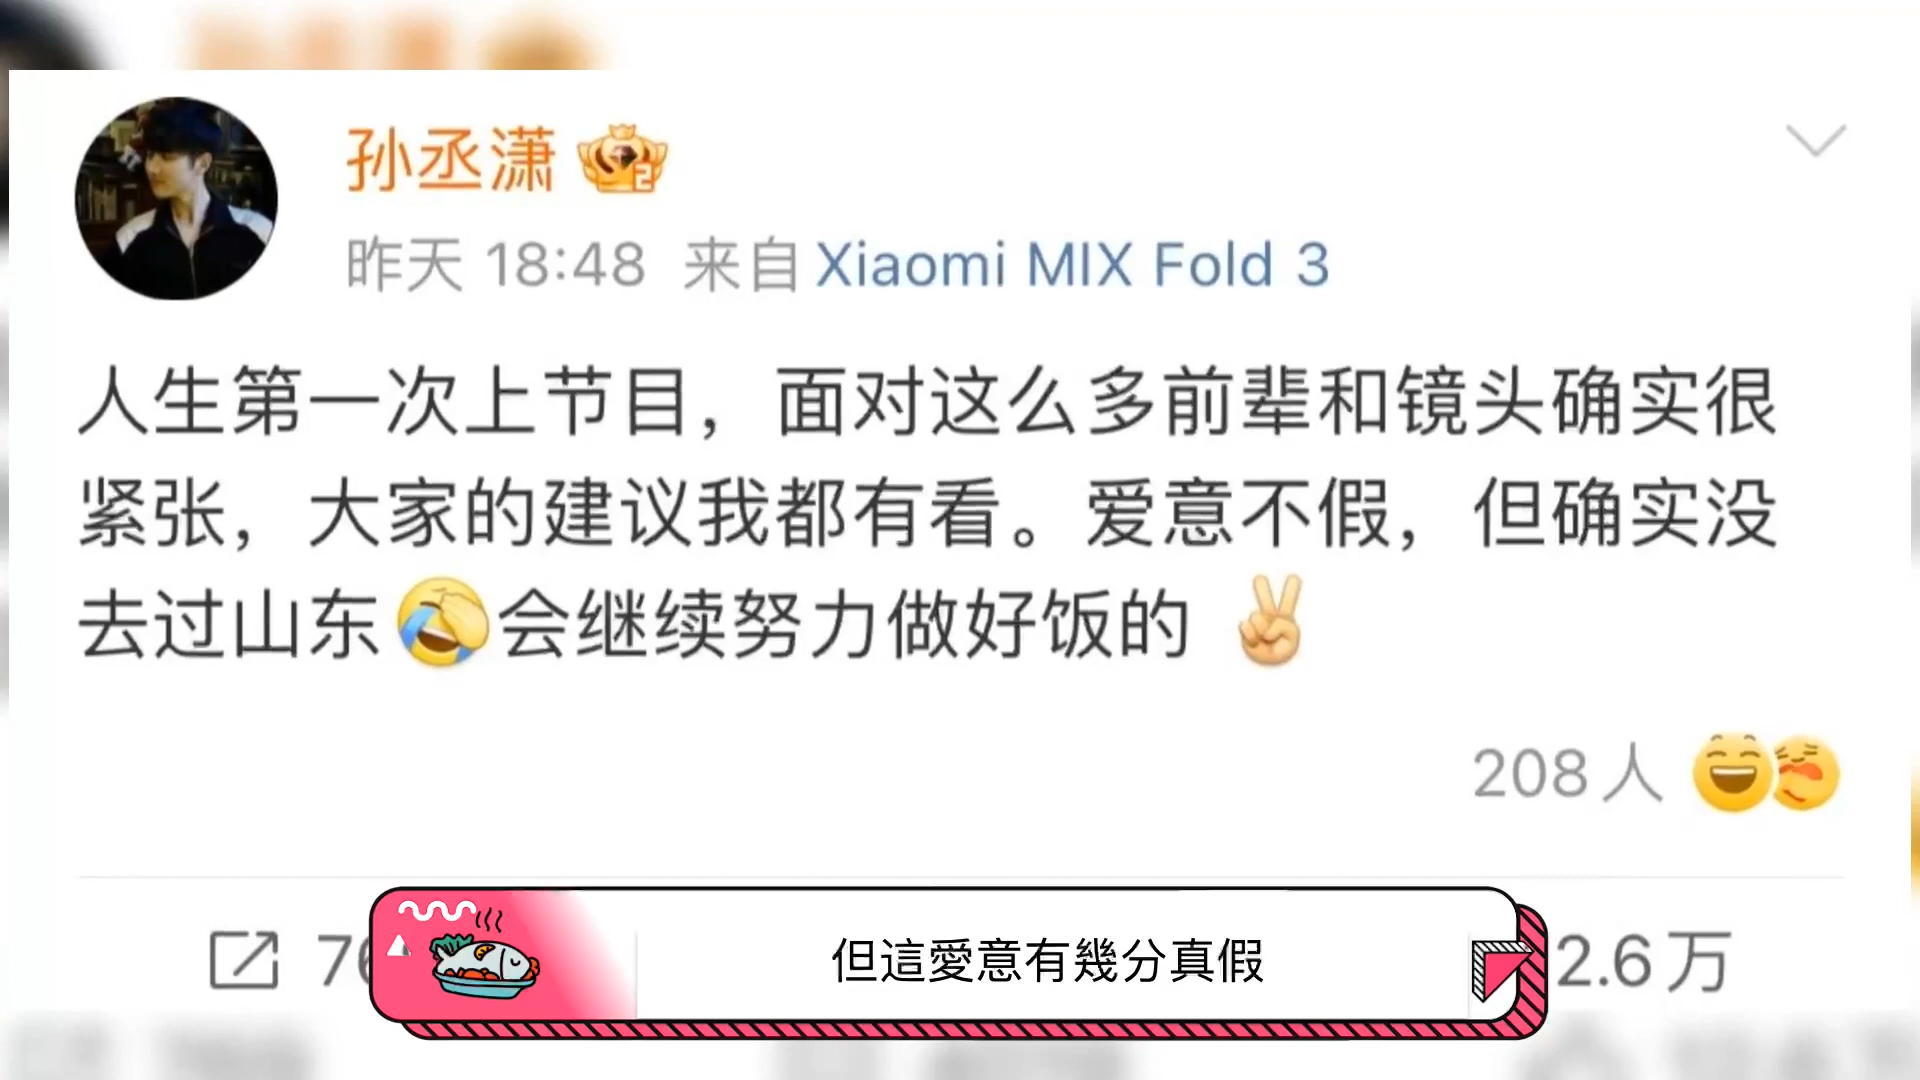 孙丞潇
昨天 18:48 来自 Xiaomi MIX Fold 3
人生第一次上节目，面对这么多前辈和镜头确实很
紧张，大家的建议我都有看。爱意不假，但确实没
去过山东🤣会继续努力做好饭的 ✌🏻
208人
2.6万
但這愛意有幾分真假